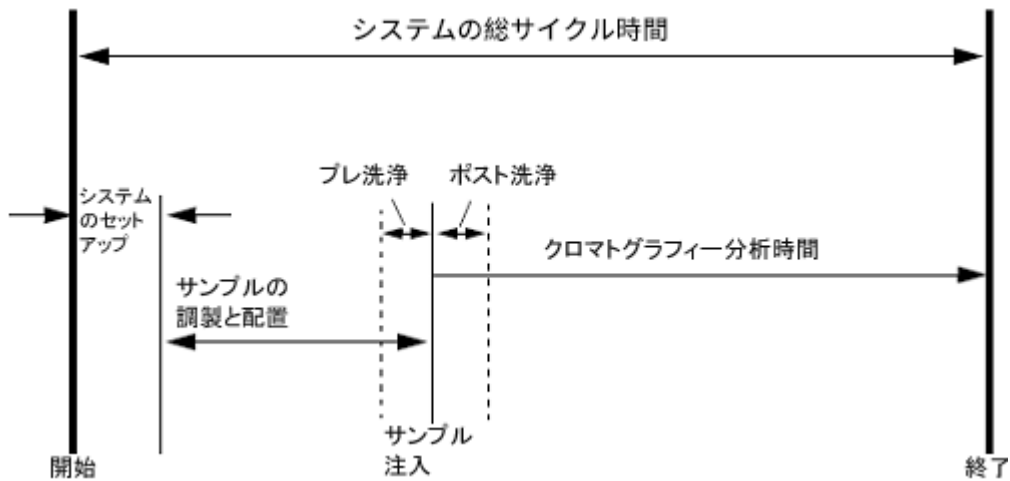 システムの総サイクル時間
プレ洗浄
ポスト洗浄
システム
のセット
アップ
クロマトグラフィー分析時間
サンプルの
調製と配置
サンプル
注入
開始
終了